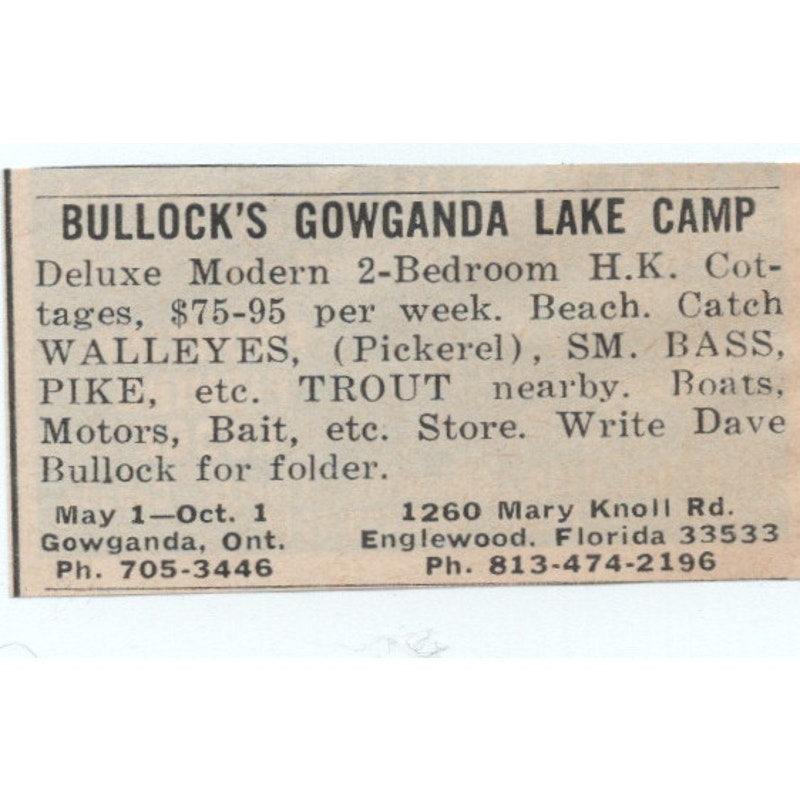 BULLOCK'S GOWGANDA LAKE CAMP
Deluxe Modern 2-Bedroom H.K. Cot-
tages, $75-95 per week. Beach. Catch
WALLEYES, (Pickerel), SM. BASS,
PIKE, etc. TROUT nearby. Boats,
Motors, Bait, etc. Store. Write Dave
Bullock for folder.
May 1—Oct. 1
Gowganda, Ont.
Ph. 705-3446
1260 Mary Knoll Rd.
Englewood. Florida 33533
Ph. 813-474-2196